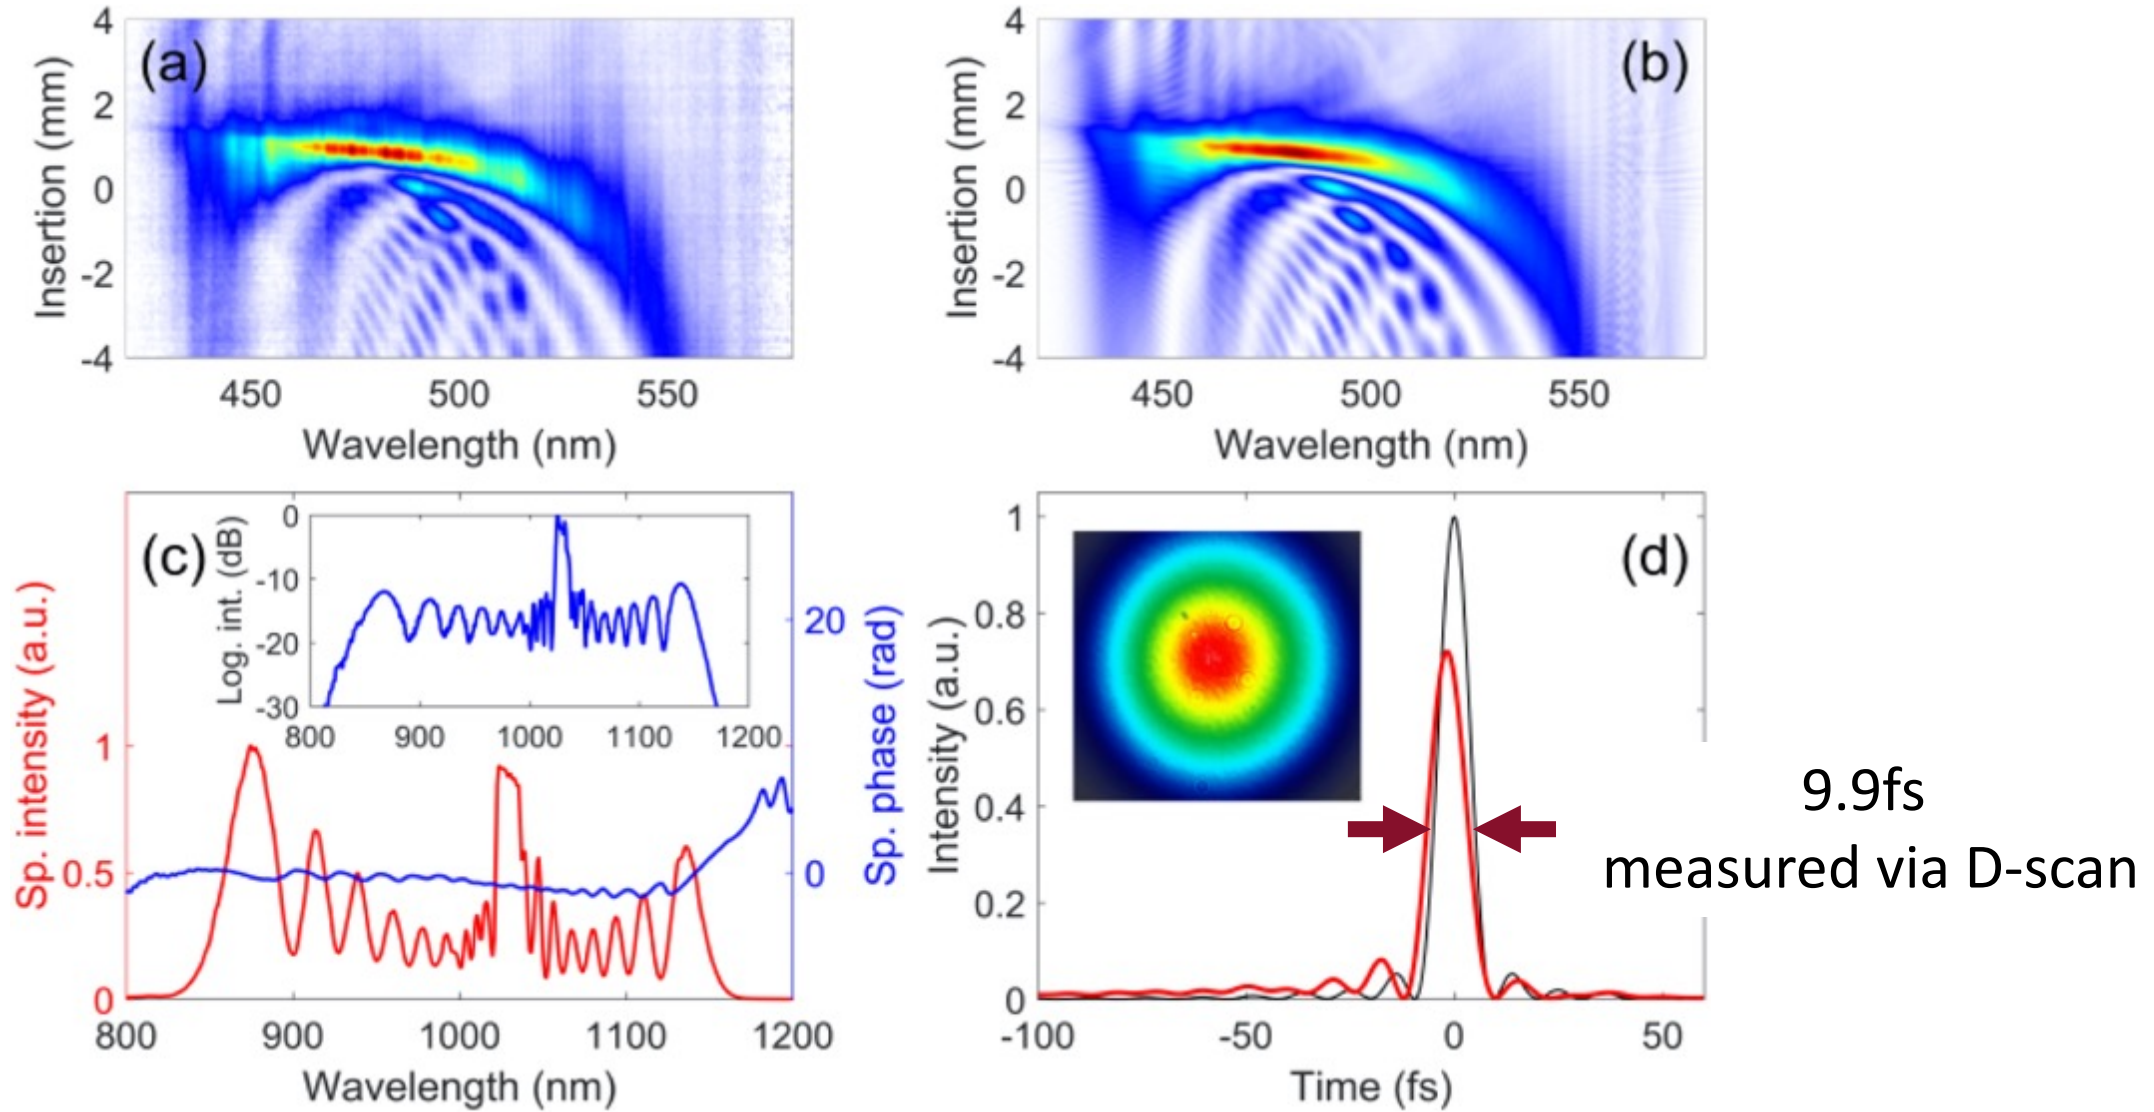 (a)
4
2
0
-2
-4
Insertion (mm)
450 500 550
Wavelength (nm)
(b)
4
2
0
-2
-4
Insertion (mm)
450 500 550
Wavelength (nm)
(c)
Sp. intensity (a.u.)
1
0.5
0
800 900 1000 1100 1200
Wavelength (nm)
20
0
Sp. phase (rad)
Log. int. (dB)
0
-10
-20
-30
800 900 1000 1100 1200
(d)
Intensity (a.u.)
1
0.8
0.6
0.4
0.2
0
-100 -50 0 50
Time (fs)
9.9fs
measured via D-scan